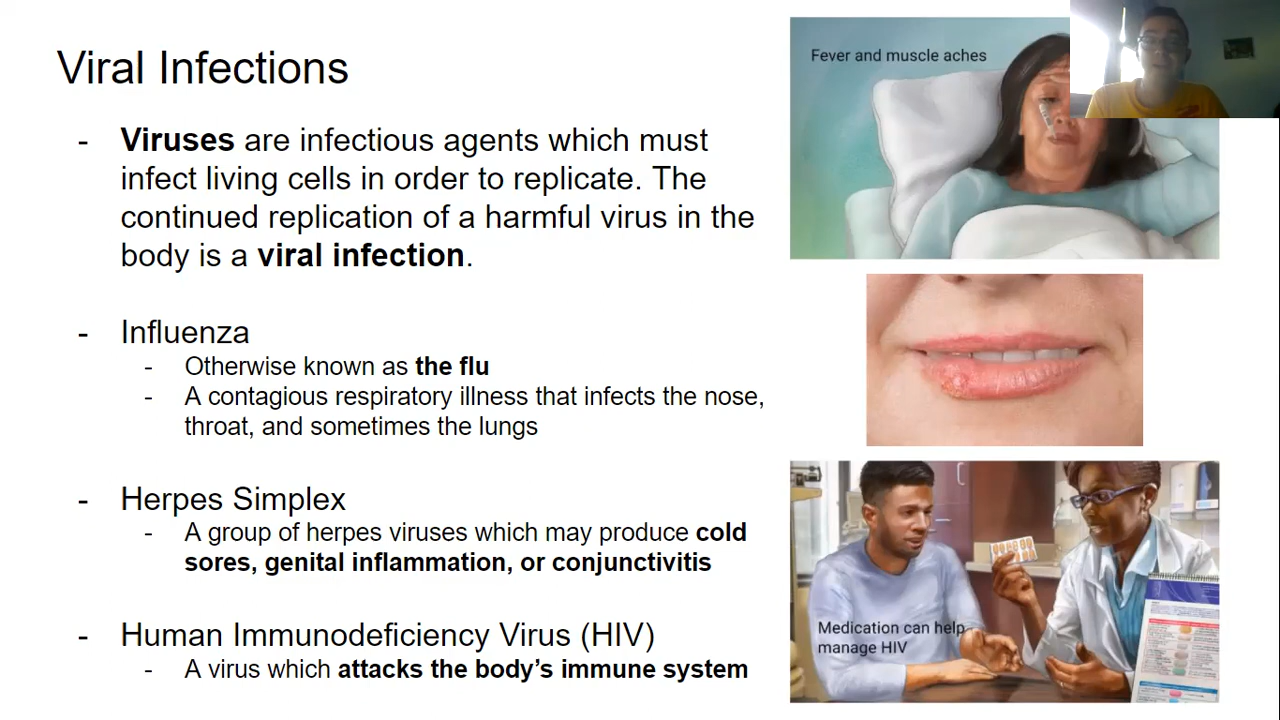 Viral Infections
- Viruses are infectious agents which must
infect living cells in order to replicate. The
continued replication of a harmful virus in the
body is a viral infection.
- Influenza
- Otherwise known as the flu
- A contagious respiratory illness that infects the nose,
throat, and sometimes the lungs
- Herpes Simplex
- A group of herpes viruses which may produce cold
sores, genital inflammation, or conjunctivitis
- Human Immunodeficiency Virus (HIV)
- A virus which attacks the body’s immune system
Fever and muscle aches
Medication can help
manage HIV